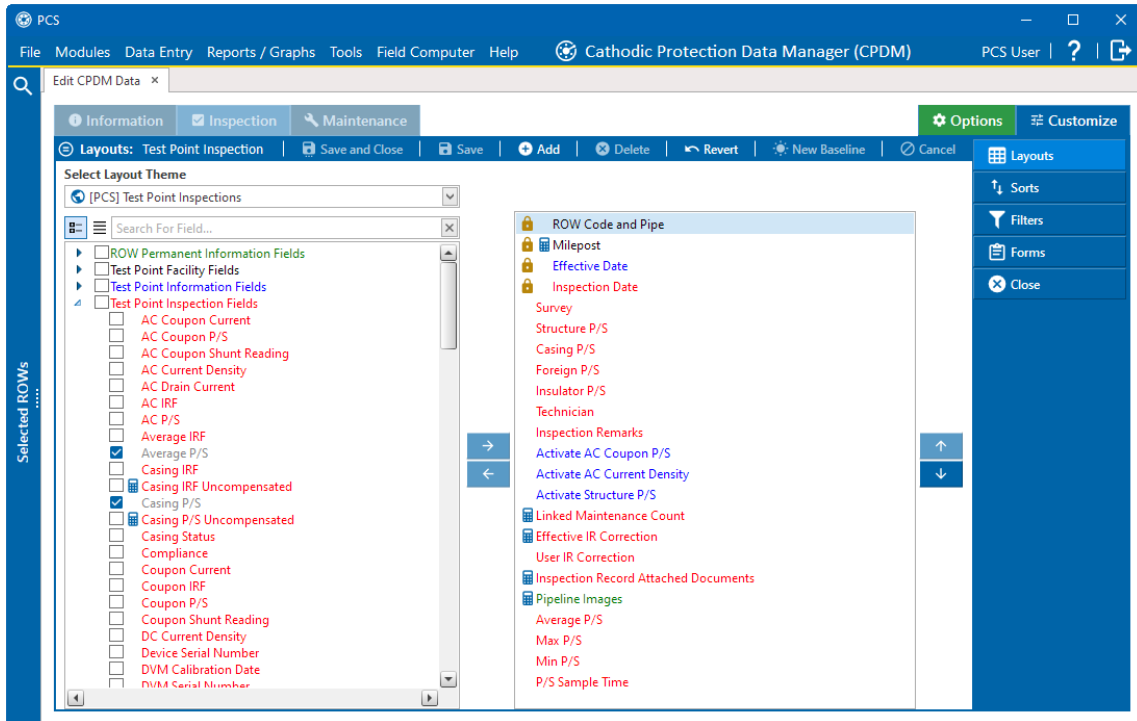 PCS
File Modules Data Entry Reports / Graphs Tools Field Computer Help Cathodic Protection Data Manager (CPDM) PCS User | ? |
Edit CPDM Data ×
Information Inspection Maintenance Options Customize
Layouts: Test Point Inspection | Save and Close | Save | Add | Delete | Revert | New Baseline | Cancel
Select Layout Theme
[PCS] Test Point Inspections
Search For Field...
ROW Permanent Information Fields
Test Point Facility Fields
Test Point Information Fields
Test Point Inspection Fields
AC Coupon Current
AC Coupon P/S
AC Coupon Shunt Reading
AC Current Density
AC Drain Current
AC IRF
AC P/S
Average IRF
Average P/S
Casing IRF
Casing IRF Uncompensated
Casing P/S
Casing P/S Uncompensated
Casing Status
Compliance
Coupon Current
Coupon IRF
Coupon P/S
Coupon Shunt Reading
DC Current Density
Device Serial Number
DVM Calibration Date
DVM Serial Number
ROW Code and Pipe
Milepost
Effective Date
Inspection Date
Survey
Structure P/S
Casing P/S
Foreign P/S
Insulator P/S
Technician
Inspection Remarks
Activate AC Coupon P/S
Activate AC Current Density
Activate Structure P/S
Linked Maintenance Count
Effective IR Correction
User IR Correction
Inspection Record Attached Documents
Pipeline Images
Average P/S
Max P/S
Min P/S
P/S Sample Time
Layouts
Sorts
Filters
Forms
Close
Selected ROWs